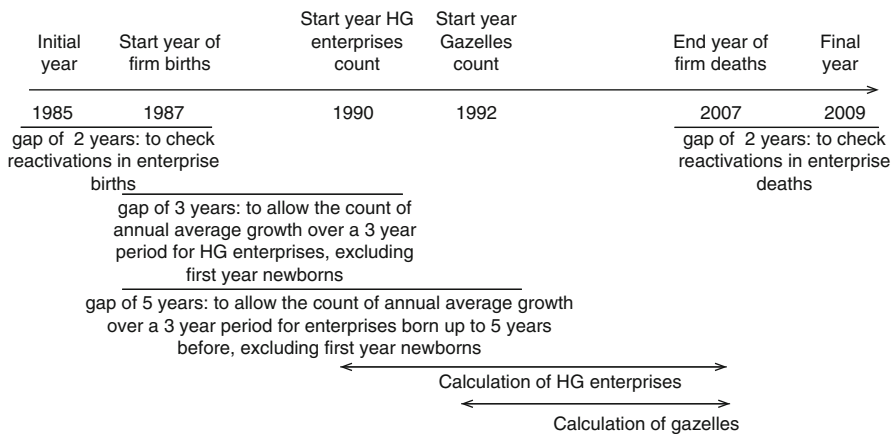 Initial year
Start year of firm births
Start year HG enterprises count
Start year Gazelles count
End year of firm deaths
Final year
1985 1987 1990 1992 2007 2009
gap of 2 years: to check
reactivations in enterprise
births
gap of 2 years: to check
reactivations in enterprise
deaths
gap of 3 years: to allow the count of
annual average growth over a 3 year
period for HG enterprises, excluding
first year newborns
gap of 5 years: to allow the count of annual average growth
over a 3 year period for enterprises born up to 5 years
before, excluding first year newborns
Calculation of HG enterprises
Calculation of gazelles